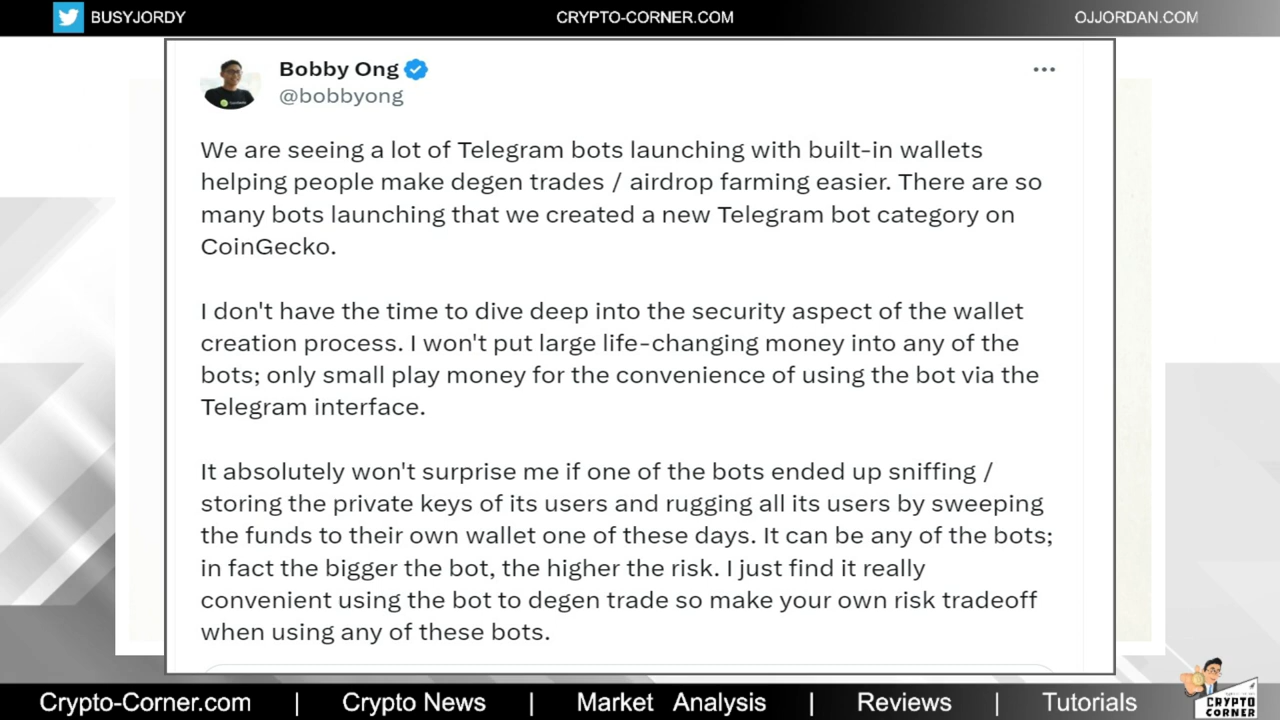 BUSYJORDY
CRYPTO-CORNER.COM
OJJORDAN.COM
Bobby Ong
@bobbyong
We are seeing a lot of Telegram bots launching with built-in wallets
helping people make degen trades / airdrop farming easier. There are so
many bots launching that we created a new Telegram bot category on
CoinGecko.
I don't have the time to dive deep into the security aspect of the wallet
creation process. I won't put large life-changing money into any of the
bots; only small play money for the convenience of using the bot via the
Telegram interface.
It absolutely won't surprise me if one of the bots ended up sniffing /
storing the private keys of its users and rugging all its users by sweeping
the funds to their own wallet one of these days. It can be any of the bots;
in fact the bigger the bot, the higher the risk. I just find it really
convenient using the bot to degen trade so make your own risk tradeoff
when using any of these bots.
Crypto-Corner.com | Crypto News | Market Analysis | Reviews | Tutorials
CRYPTO
CORNER